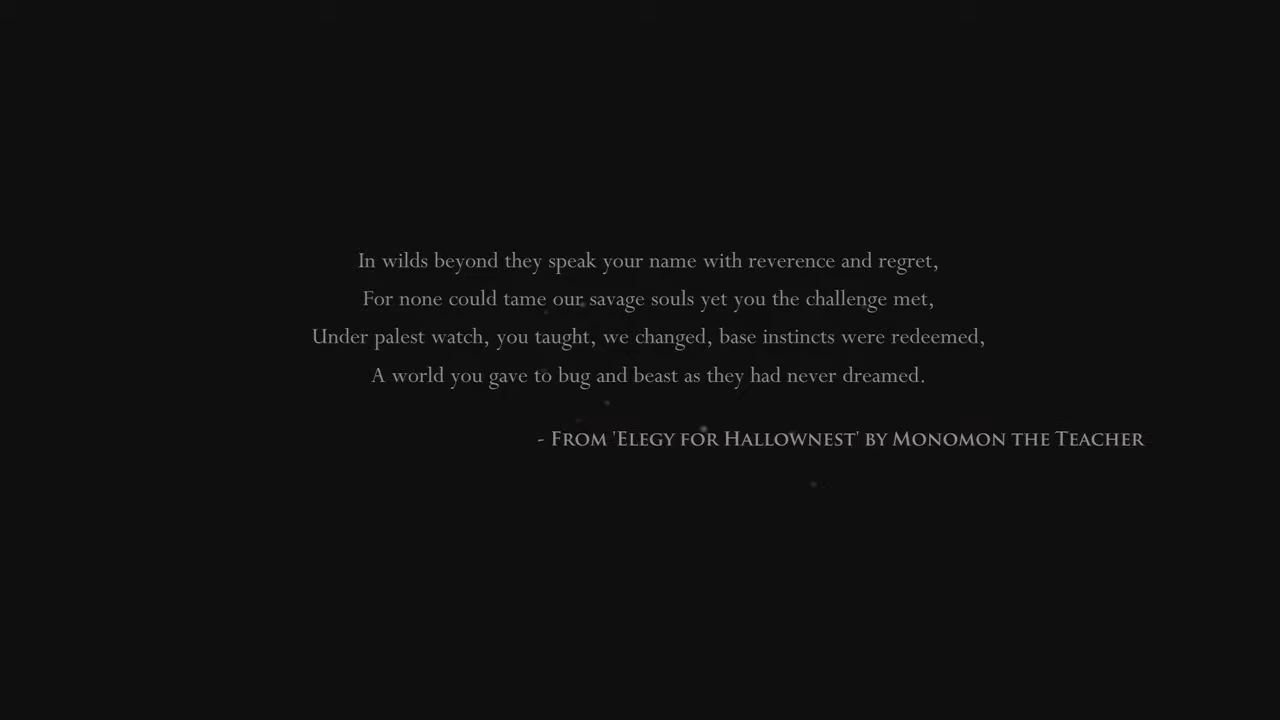 In wilds beyond they speak your name with reverence and regret,
For none could tame our savage souls yet you the challenge met,
Under palest watch, you taught, we changed, base instincts were redeemed,
A world you gave to bug and beast as they had never dreamed.
- From 'Elegy for Hallownest' by Monomon the Teacher